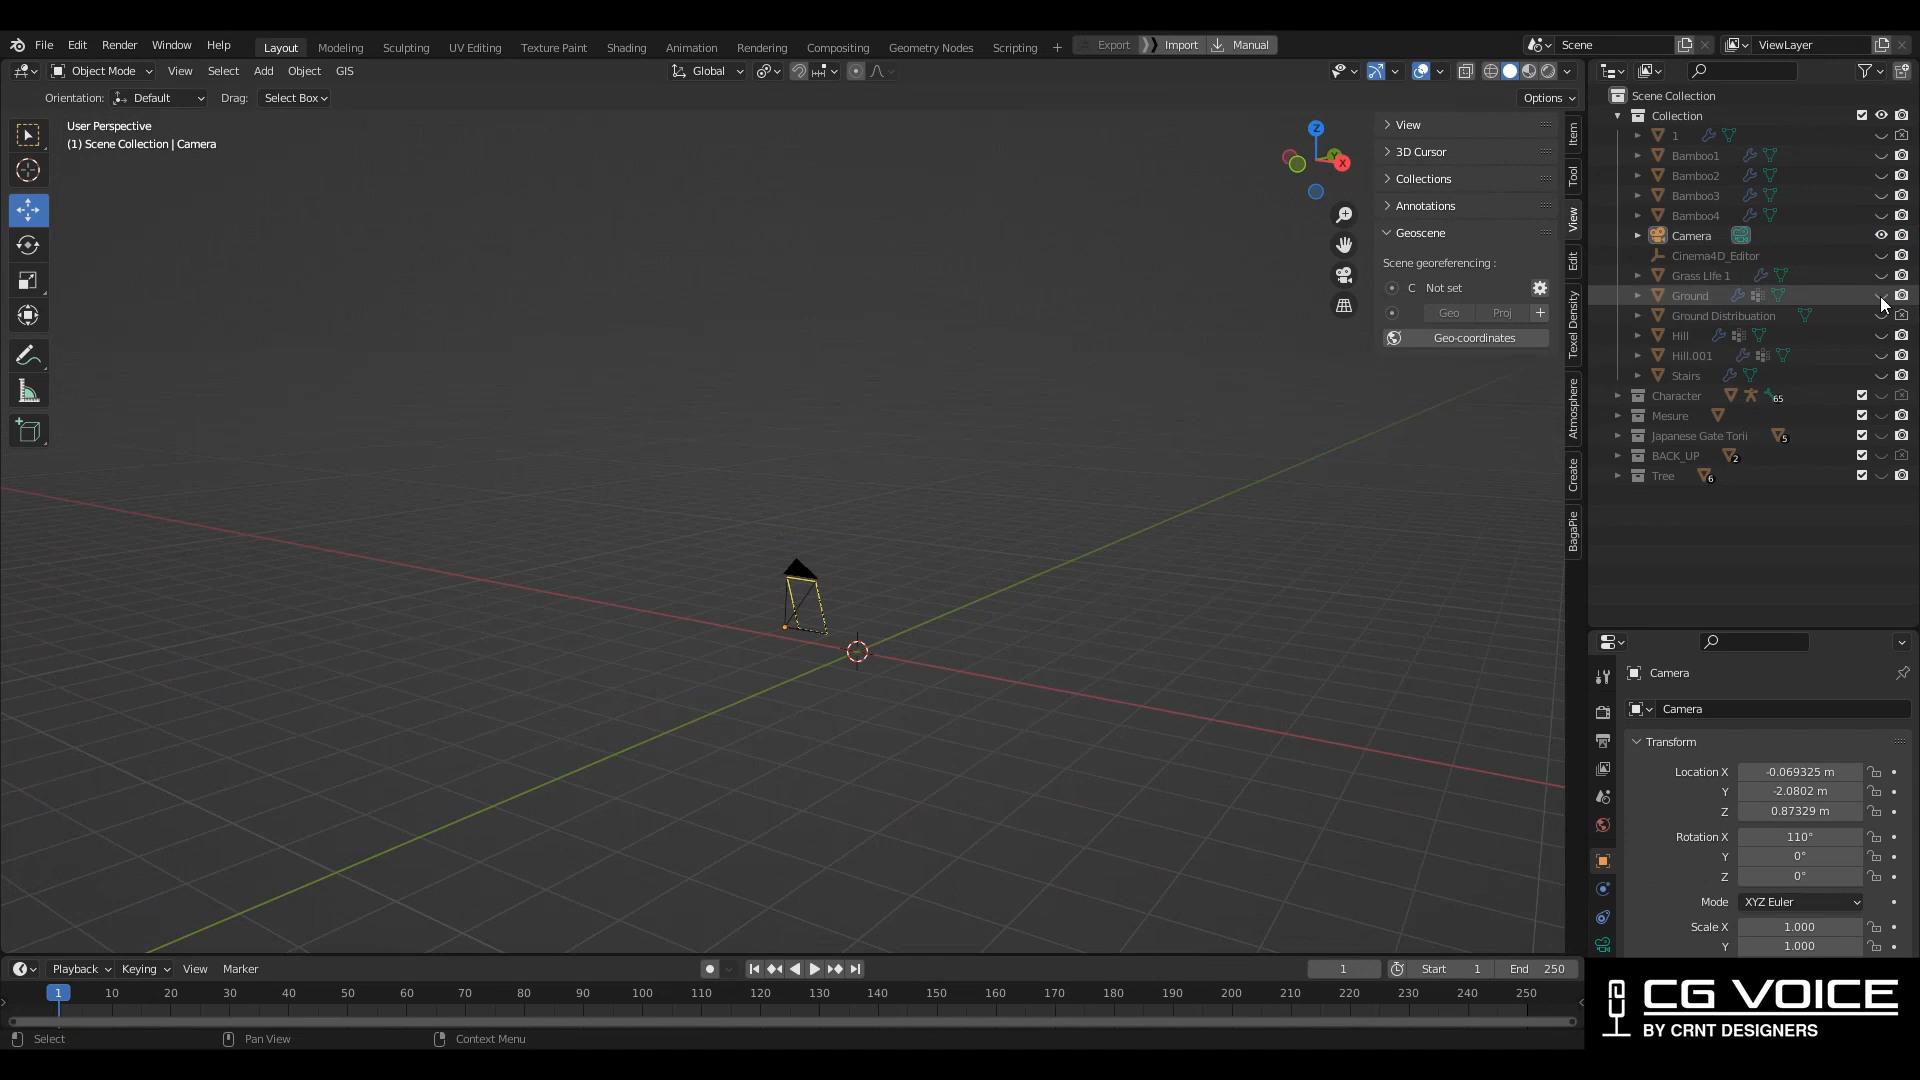 File Edit Render Window Help Layout Modeling Sculpting UV Editing Texture Paint Shading Animation Rendering Compositing Geometry Nodes Scripting + Export Import Manual Scene ViewLayer
Object Mode View Select Add Object GIS Global
Orientation: Default Drag: Select Box Options
User Perspective
(1) Scene Collection | Camera
Z
Y
X
View
3D Cursor
Collections
Annotations
Geoscene
Scene georeferencing :
C Not set
Geo Proj +
Geo-coordinates
Item
Tool
View
Edit
Texel Density
Atmosphere
Create
BagaPie
Scene Collection
Collection
1
Bamboo1
Bamboo2
Bamboo3
Bamboo4
Camera
Cinema4D_Editor
Grass LIfe 1
Ground
Ground Distribuation
Hill
Hill.001
Stairs
Character 65
Mesure
Japanese Gate Torii 5
BACK_UP 2
Tree 6
Camera
Camera
Transform
Location X -0.069325 m
Y -2.0802 m
Z 0.87329 m
Rotation X 110°
Y 0°
Z 0°
Mode XYZ Euler
Scale X 1.000
Y 1.000
Playback Keying View Marker 1 Start 1 End 250
1 10 20 30 40 50 60 70 80 90 100 110 120 130 140 150 160 170 180 190 200 210 220 230 240 250
Select Pan View Context Menu
CG VOICE
BY CRNT DESIGNERS